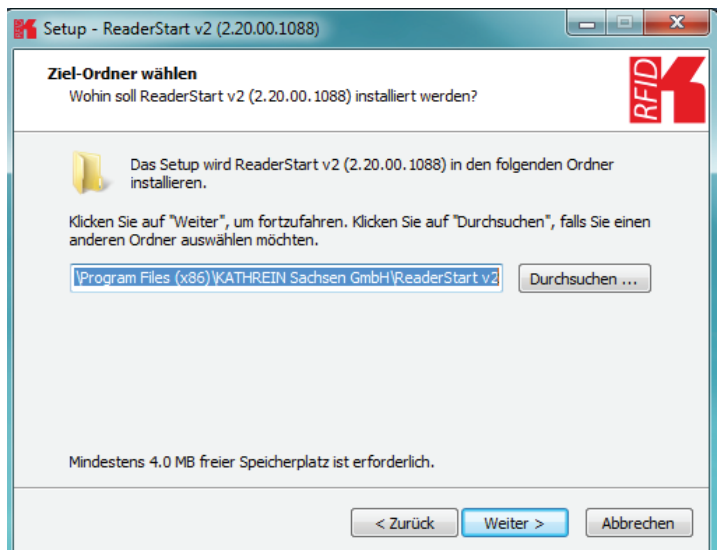 Setup - ReaderStart v2 (2.20.00.1088)
Ziel-Ordner wählen
Wohin soll ReaderStart v2 (2.20.00.1088) installiert werden?
RFID
Das Setup wird ReaderStart v2 (2.20.00.1088) in den folgenden Ordner
installieren.
Klicken Sie auf "Weiter", um fortzufahren. Klicken Sie auf "Durchsuchen", falls Sie einen
anderen Ordner auswählen möchten.
\Program Files (x86)\KATHREIN Sachsen GmbH\ReaderStart v2
Durchsuchen ...
Mindestens 4.0 MB freier Speicherplatz ist erforderlich.
< Zurück
Weiter >
Abbrechen